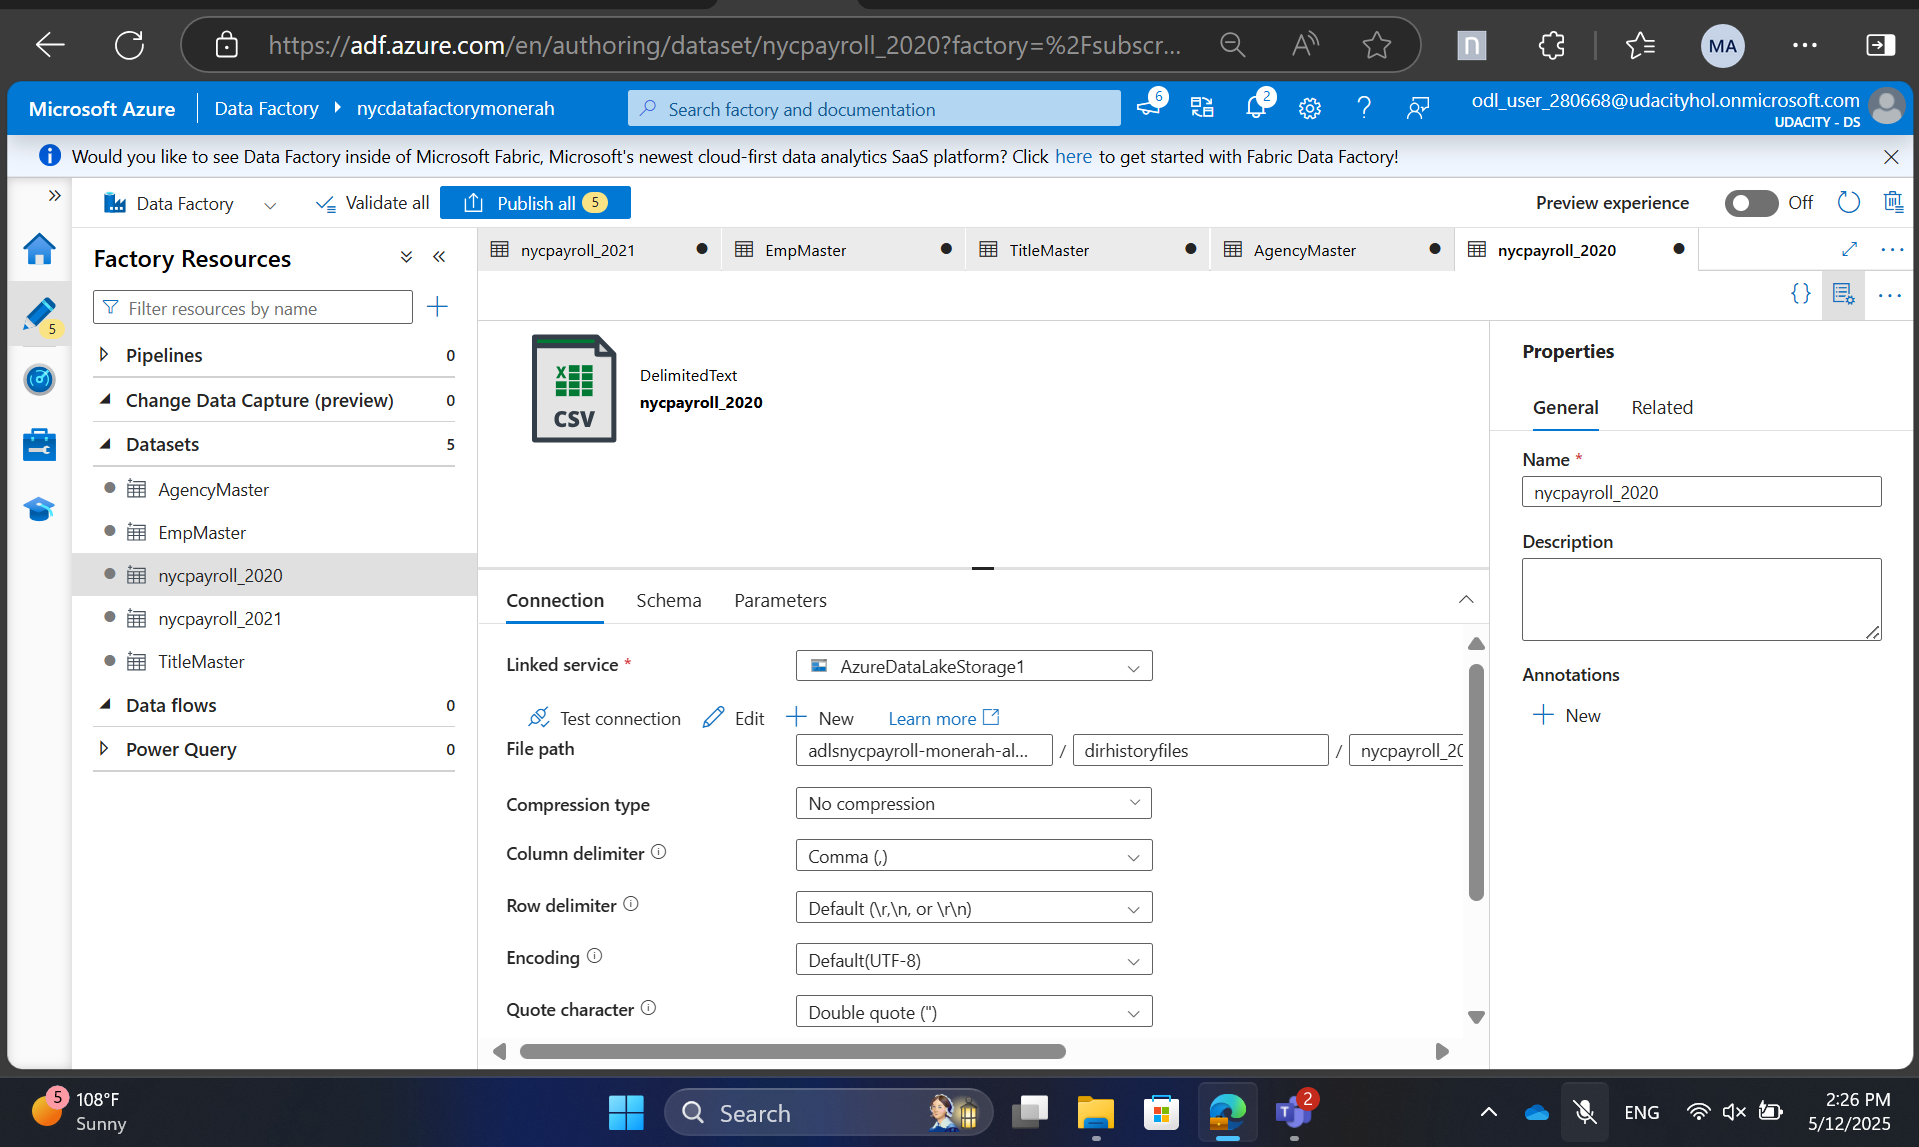 https://adf.azure.com/en/authoring/dataset/nycpayroll_2020?factory=%2Fsubscr...
MA
Microsoft Azure
Data Factory
nycdatafactorymonerah
Search factory and documentation
6
2
odl_user_280668@udacityhol.onmicrosoft.com
UDACITY - DS
Would you like to see Data Factory inside of Microsoft Fabric, Microsoft's newest cloud-first data analytics SaaS platform? Click here to get started with Fabric Data Factory!
Data Factory
Validate all
Publish all 5
Preview experience
Off
5
Factory Resources
Filter resources by name
Pipelines 0
Change Data Capture (preview) 0
Datasets 5
AgencyMaster
EmpMaster
nycpayroll_2020
nycpayroll_2021
TitleMaster
Data flows 0
Power Query 0
nycpayroll_2021
EmpMaster
TitleMaster
AgencyMaster
nycpayroll_2020
{}
CSV
DelimitedText
nycpayroll_2020
Connection
Schema
Parameters
Linked service *
AzureDataLakeStorage1
Test connection
Edit
New
Learn more
File path
adlsnycpayroll-monerah-al... / dirhistoryfiles / nycpayroll_20
Compression type
No compression
Column delimiter
Comma (,)
Row delimiter
Default (\r,\n, or \r\n)
Encoding
Default(UTF-8)
Quote character
Double quote (")
Properties
General
Related
Name *
nycpayroll_2020
Description
Annotations
New
5
108°F
Sunny
Search
2
ENG
2:26 PM
5/12/2025